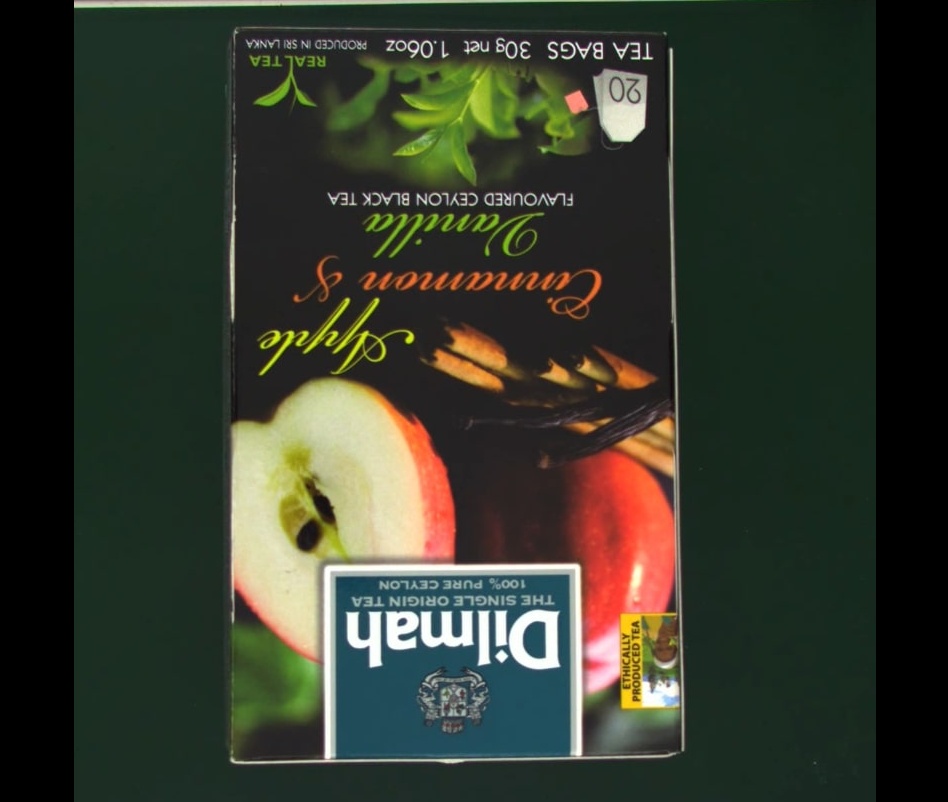 Dilmah
THE SINGLE ORIGIN TEA
100% PURE CEYLON
ETHICALLY
PRODUCED TEA
Apple
Cinnamon &
Vanilla
FLAVOURED CEYLON BLACK TEA
20
TEA BAGS 30g net 1.06oz
REAL TEA
PRODUCED IN SRI LANKA